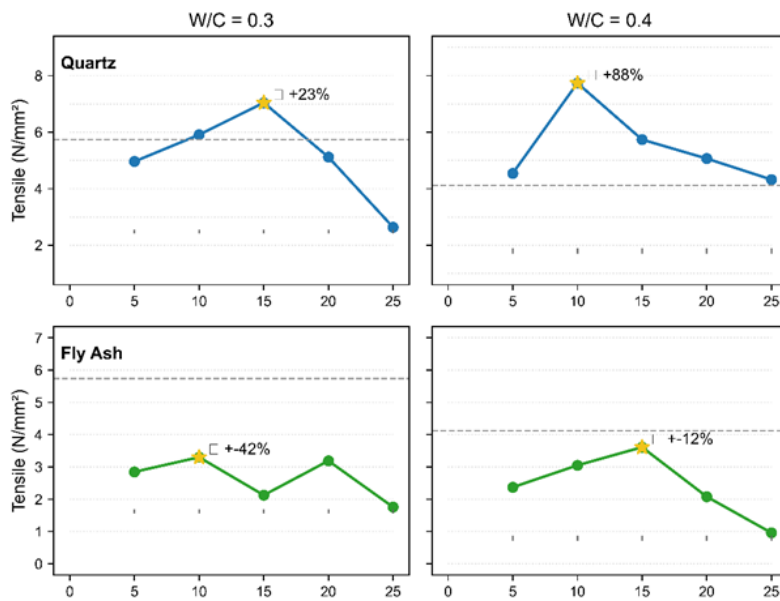 W/C = 0.3
W/C = 0.4
Tensile (N/mm²)
8
6
4
2
Quartz
+23%
+88%
0 5 10 15 20 25
0 5 10 15 20 25
Tensile (N/mm²)
7
6
5
4
3
2
1
0
Fly Ash
+-42%
+-12%
0 5 10 15 20 25
0 5 10 15 20 25